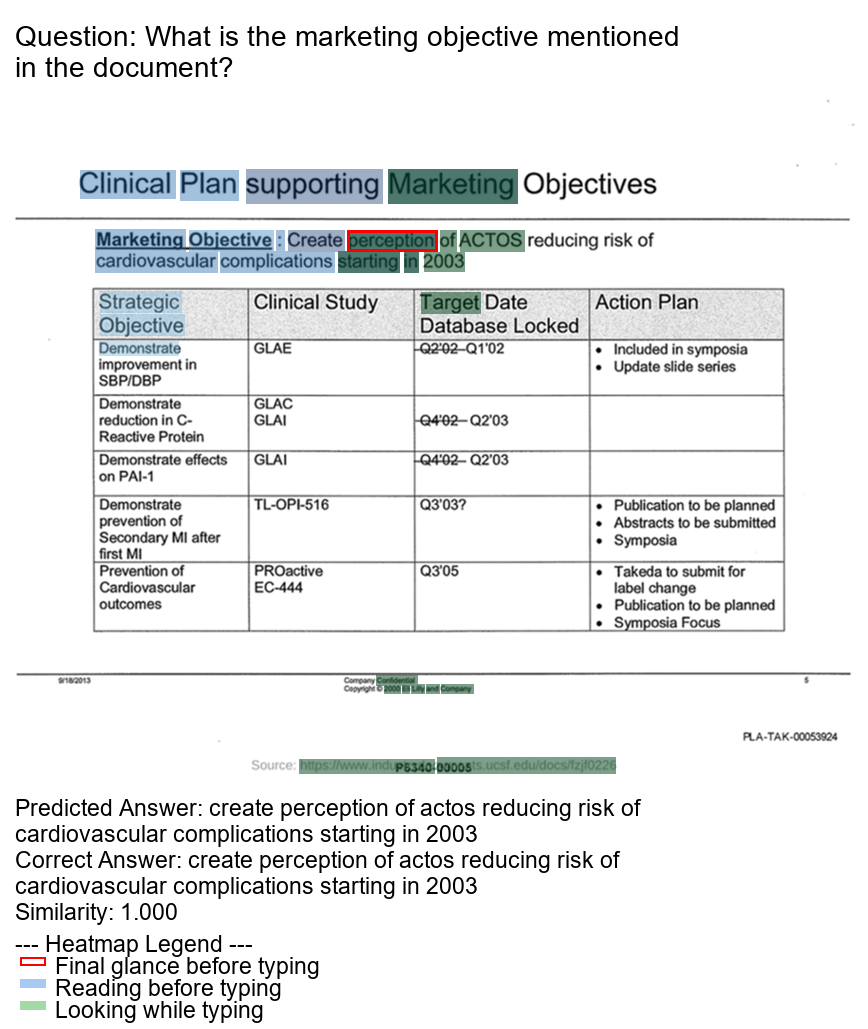 Question: What is the marketing objective mentioned
in the document?
Clinical Plan supporting Marketing Objectives
Marketing Objective : Create perception of ACTOS reducing risk of
cardiovascular complications starting in 2003
Strategic Objective
Clinical Study
Target Date Database Locked
Action Plan
Demonstrate
improvement in
SBP/DBP
GLAE
Q2'02 Q1'02
• Included in symposia
• Update slide series
Demonstrate
reduction in C-
Reactive Protein
GLAC
GLAI
Q4'02 Q2'03
Demonstrate effects
on PAI-1
GLAI
Q4'02 Q2'03
Demonstrate
prevention of
Secondary MI after
first MI
TL-OPI-516
Q3'03?
• Publication to be planned
• Abstracts to be submitted
• Symposia
Prevention of
Cardiovascular
outcomes
PROactive
EC-444
Q3'05
• Takeda to submit for
label change
• Publication to be planned
• Symposia Focus
9/18/2013
Company Confidential
Copyright © 2000 Eli Lilly and Company
5
PLA-TAK-00053924
Source: https://www.indu ts.ucsf.edu/docs/fzjf0226
P5340-00005
Predicted Answer: create perception of actos reducing risk of
cardiovascular complications starting in 2003
Correct Answer: create perception of actos reducing risk of
cardiovascular complications starting in 2003
Similarity: 1.000
--- Heatmap Legend ---
Final glance before typing
Reading before typing
Looking while typing